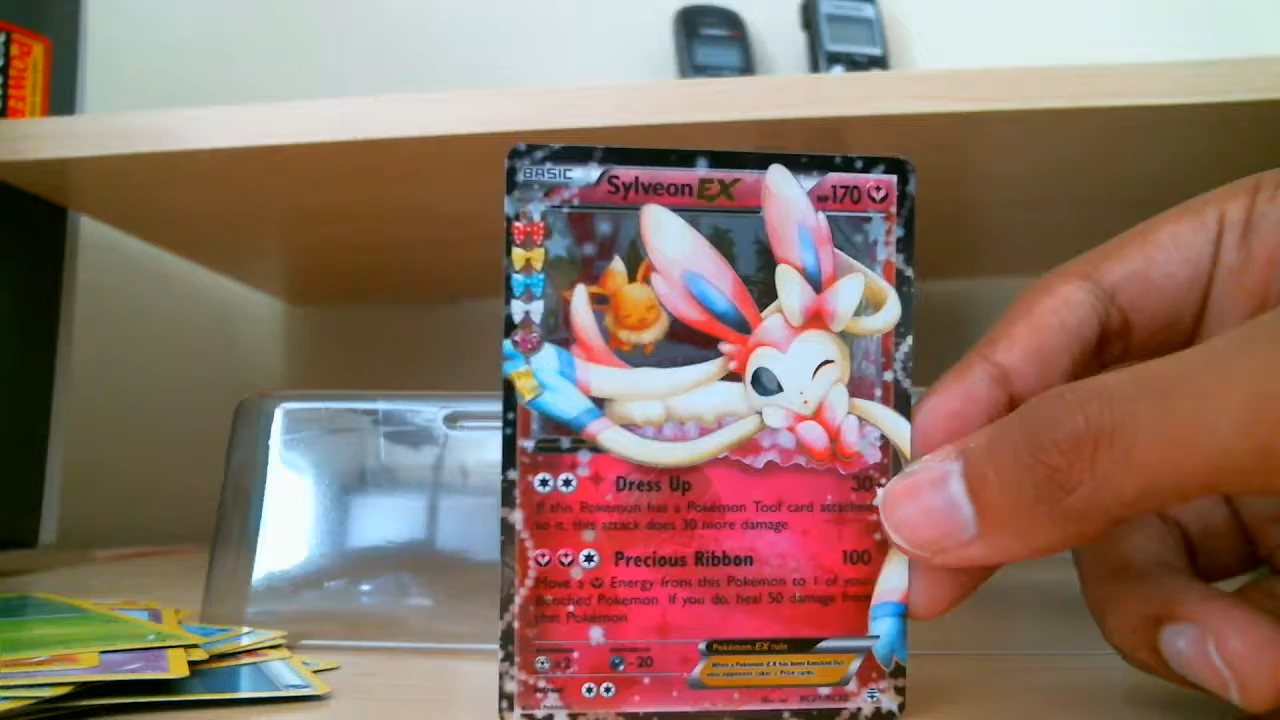 POWER
BASIC
Sylveon EX
HP170
Dress Up 30+
If this Pokémon has a Pokémon Tool card attached
to it, this attack does 30 more damage.
Precious Ribbon 100
Move a Energy from this Pokémon to 1 of your
Benched Pokémon. If you do, heal 50 damage from
that Pokémon.
Pokémon-EX rule
When a Pokémon-EX has been Knocked Out,
your opponent takes 2 Prize cards.
×2
-20